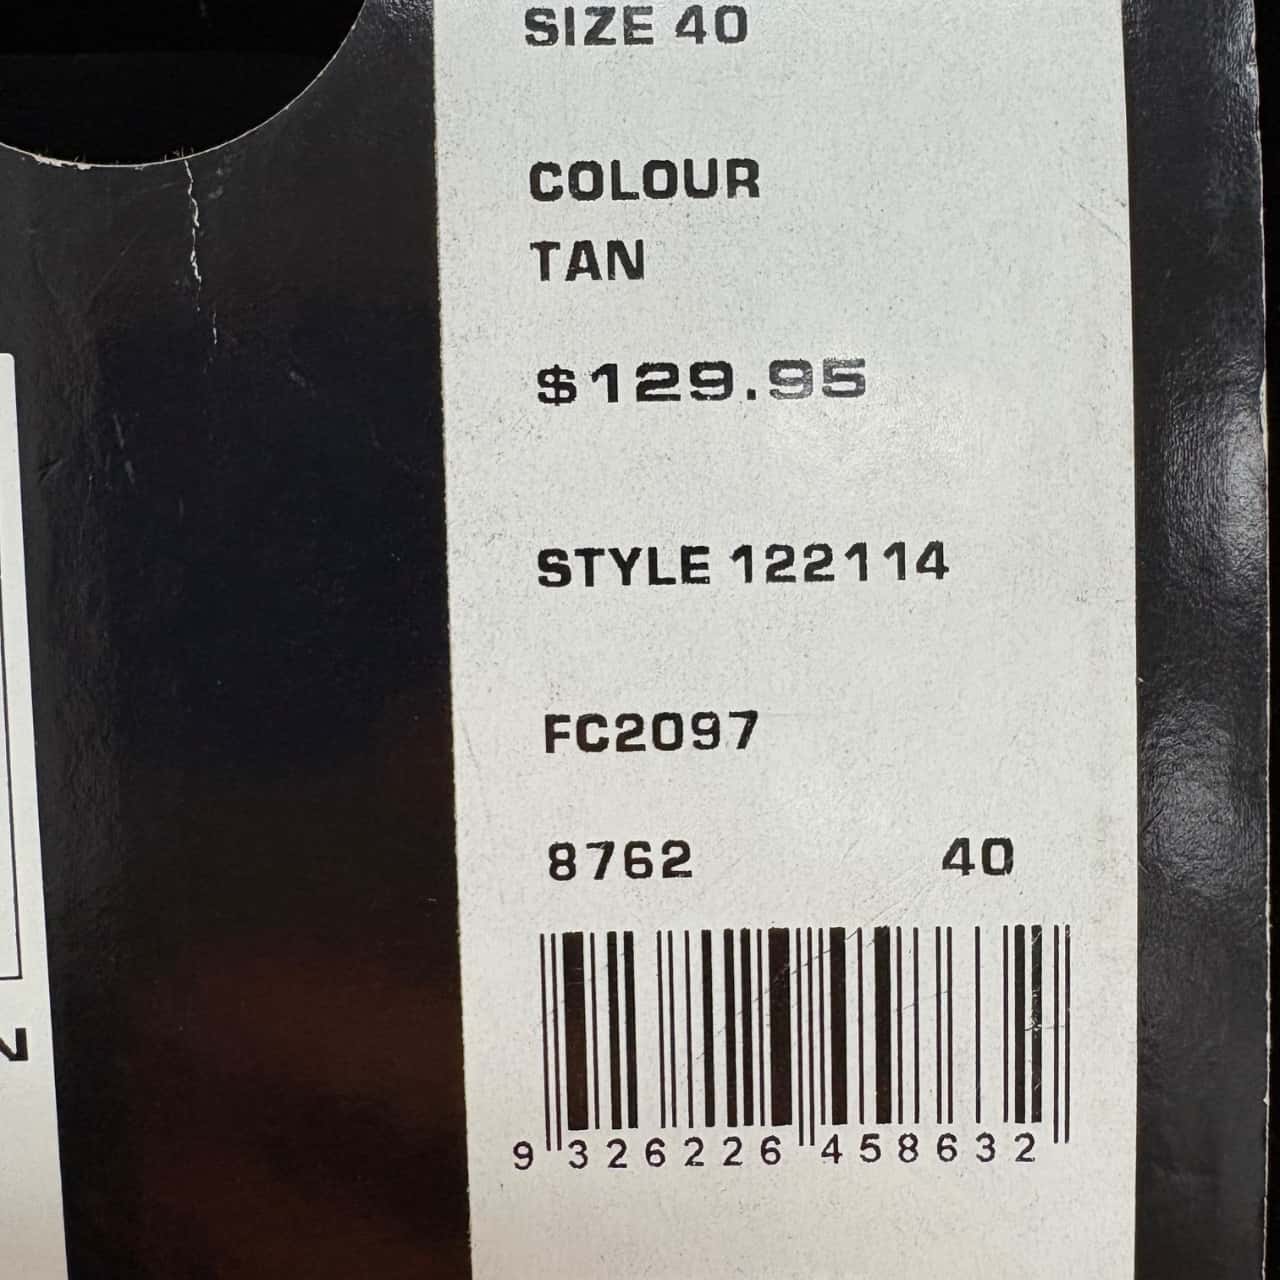 SIZE 40
COLOUR
TAN
$129.95
STYLE 122114
FC2097
8762 40
9 326226 458632